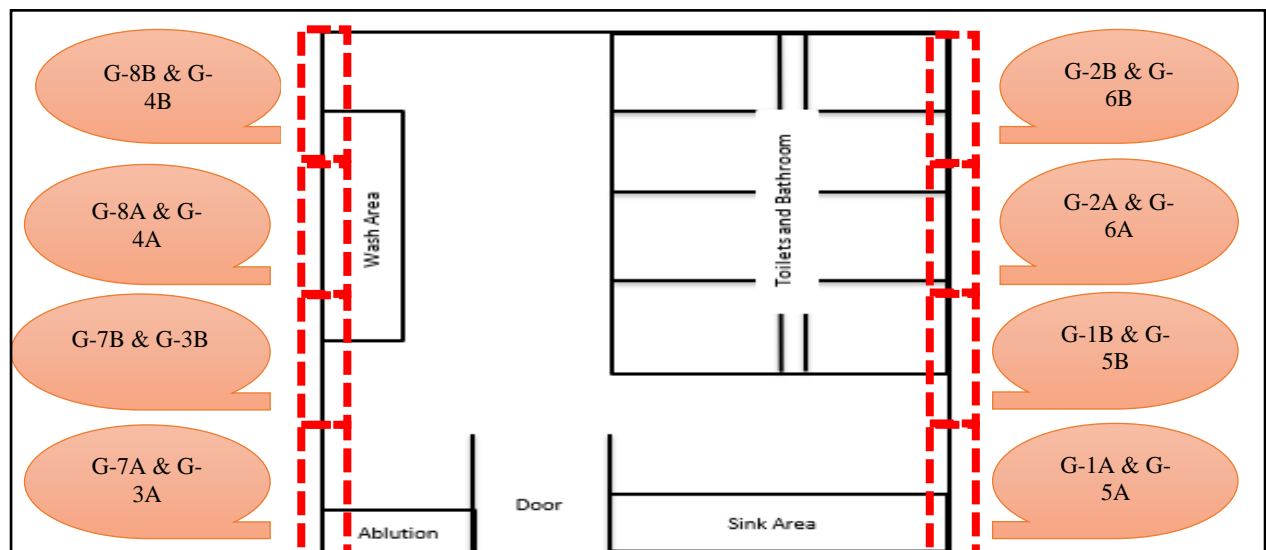 G-8B & G-
4B
G-2B & G-
6B
G-8A & G-
4A
Wash Area
Toilets and Bathroom
G-2A & G-
6A
G-7B & G-3B
G-1B & G-
5B
G-7A & G-
3A
G-1A & G-
5A
Door
Ablution
Sink Area